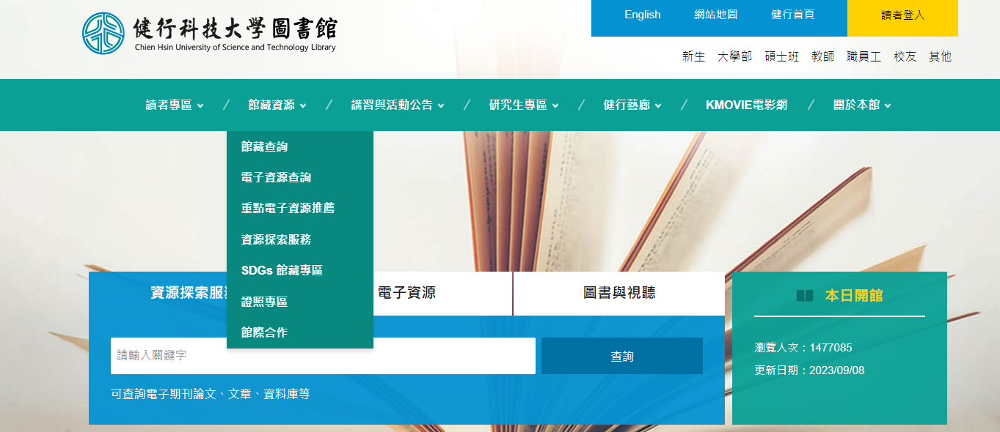 健行科技大學圖書館
Chien Hsin University of Science and Technology Library
English 網站地圖 健行首頁 讀者登入
新生 大學部 碩士班 教師 職員工 校友 其他
讀者專區 / 館藏資源 / 講習與活動公告 / 研究生專區 / 健行藝廊 / KMOVIE電影網 / 關於本館
館藏查詢
電子資源查詢
重點電子資源推薦
資源探索服務
SDGs 館藏專區
證照專區
館際合作
資源探索服 電子資源 圖書與視聽
請輸入關鍵字 查詢
可查詢電子期刊論文、文章、資料庫等
本日開館
瀏覽人次：1477085
更新日期：2023/09/08